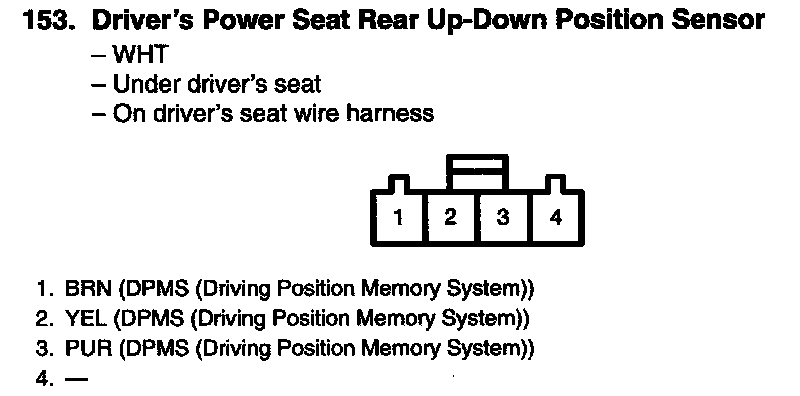 153. Driver's Power Seat Rear Up-Down Position Sensor
– WHT
– Under driver's seat
– On driver's seat wire harness
1 2 3 4
1. BRN (DPMS (Driving Position Memory System))
2. YEL (DPMS (Driving Position Memory System))
3. PUR (DPMS (Driving Position Memory System))
4. —